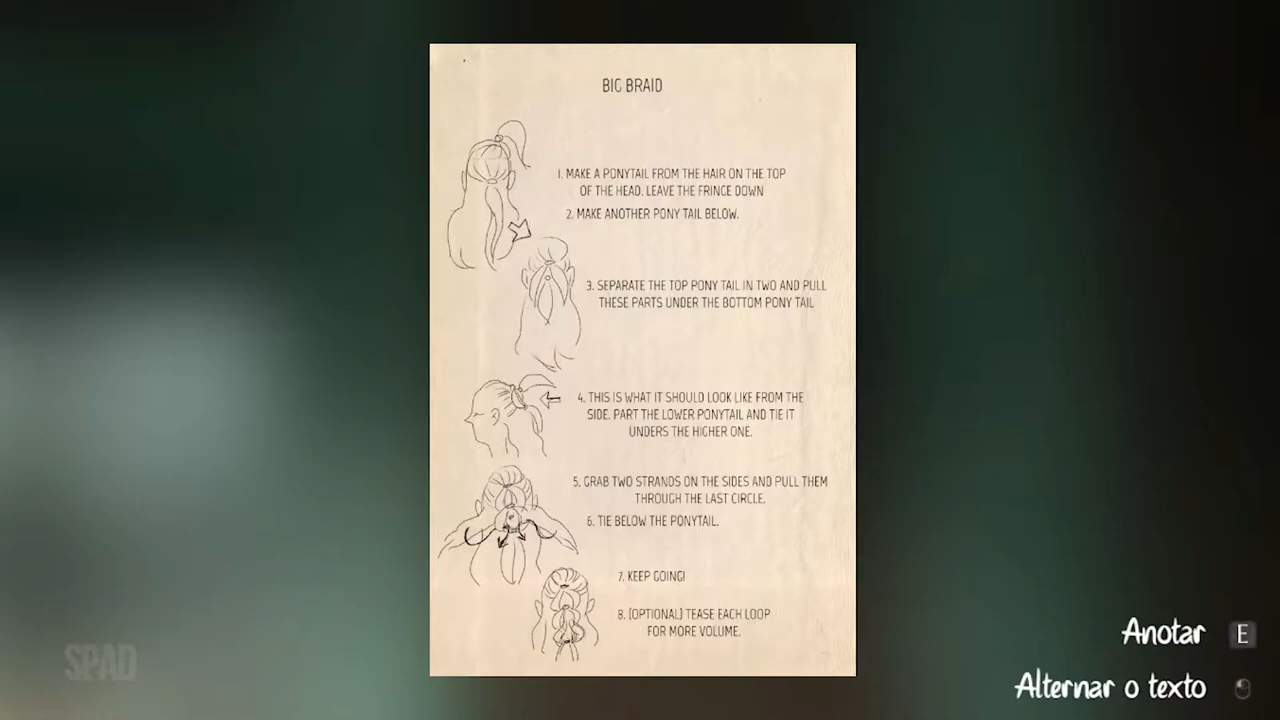 BIG BRAID
1. MAKE A PONYTAIL FROM THE HAIR ON THE TOP
OF THE HEAD. LEAVE THE FRINCE DOWN
2. MAKE ANOTHER PONY TAIL BELOW.
3. SEPARATE THE TOP PONY TAIL IN TWO AND PULL
THESE PARTS UNDER THE BOTTOM PONY TAIL
4. THIS IS WHAT IT SHOULD LOOK LIKE FROM THE
SIDE. PART THE LOWER PONYTAIL AND TIE IT
UNDERS THE HIGHER ONE.
5. GRAB TWO STRANDS ON THE SIDES AND PULL THEM
THROUGH THE LAST CIRCLE.
6. TIE BELOW THE PONYTAIL.
7. KEEP GOING!
8. (OPTIONAL) TEASE EACH LOOP
FOR MORE VOLUME.
Anotar E
Alternar o texto
SPAD